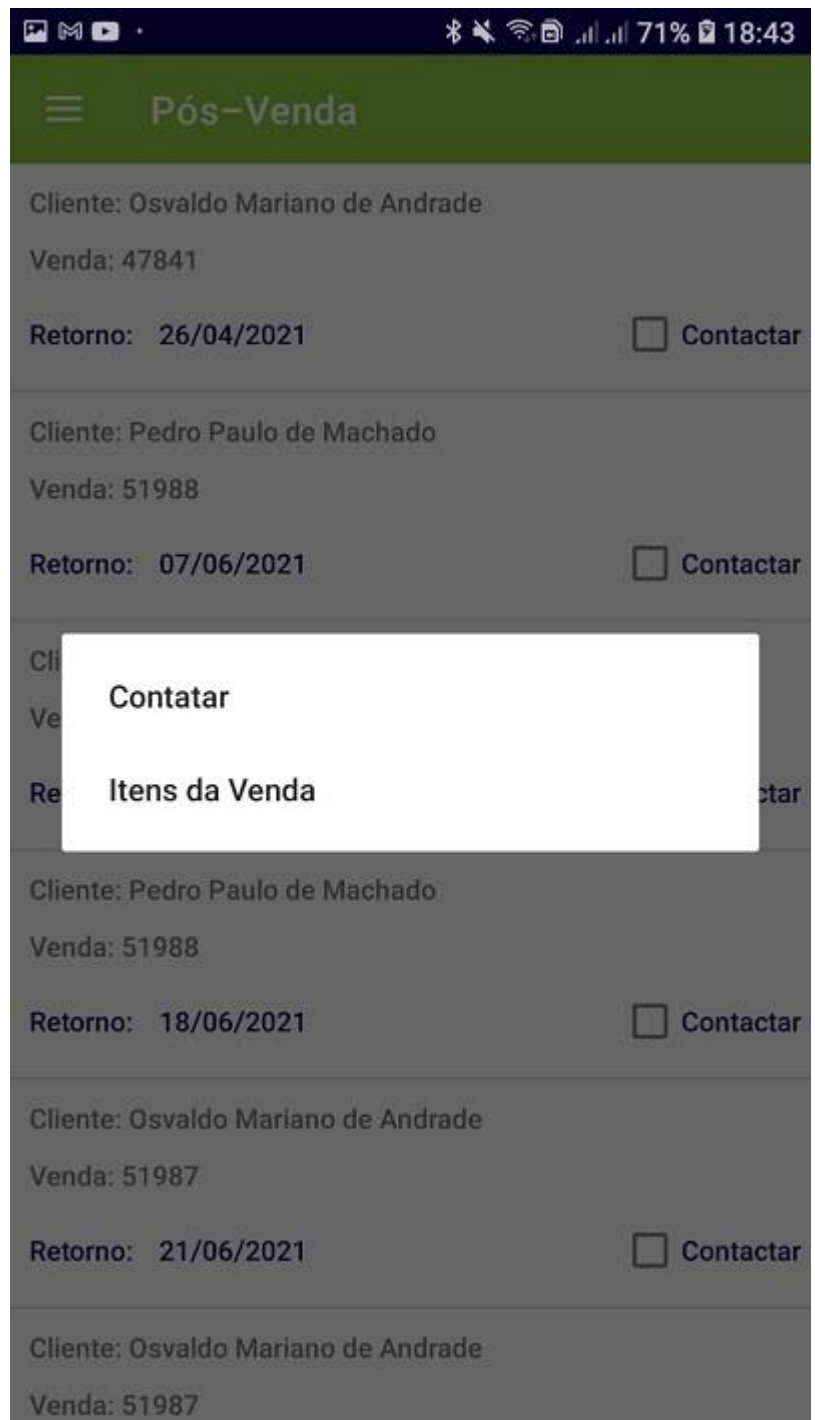 71% 18:43
Pós-Venda
Cliente: Osvaldo Mariano de Andrade
Venda: 47841
Retorno: 26/04/2021 Contactar
Cliente: Pedro Paulo de Machado
Venda: 51988
Retorno: 07/06/2021 Contactar
Contatar
Itens da Venda
Cliente: Pedro Paulo de Machado
Venda: 51988
Retorno: 18/06/2021 Contactar
Cliente: Osvaldo Mariano de Andrade
Venda: 51987
Retorno: 21/06/2021 Contactar
Cliente: Osvaldo Mariano de Andrade
Venda: 51987